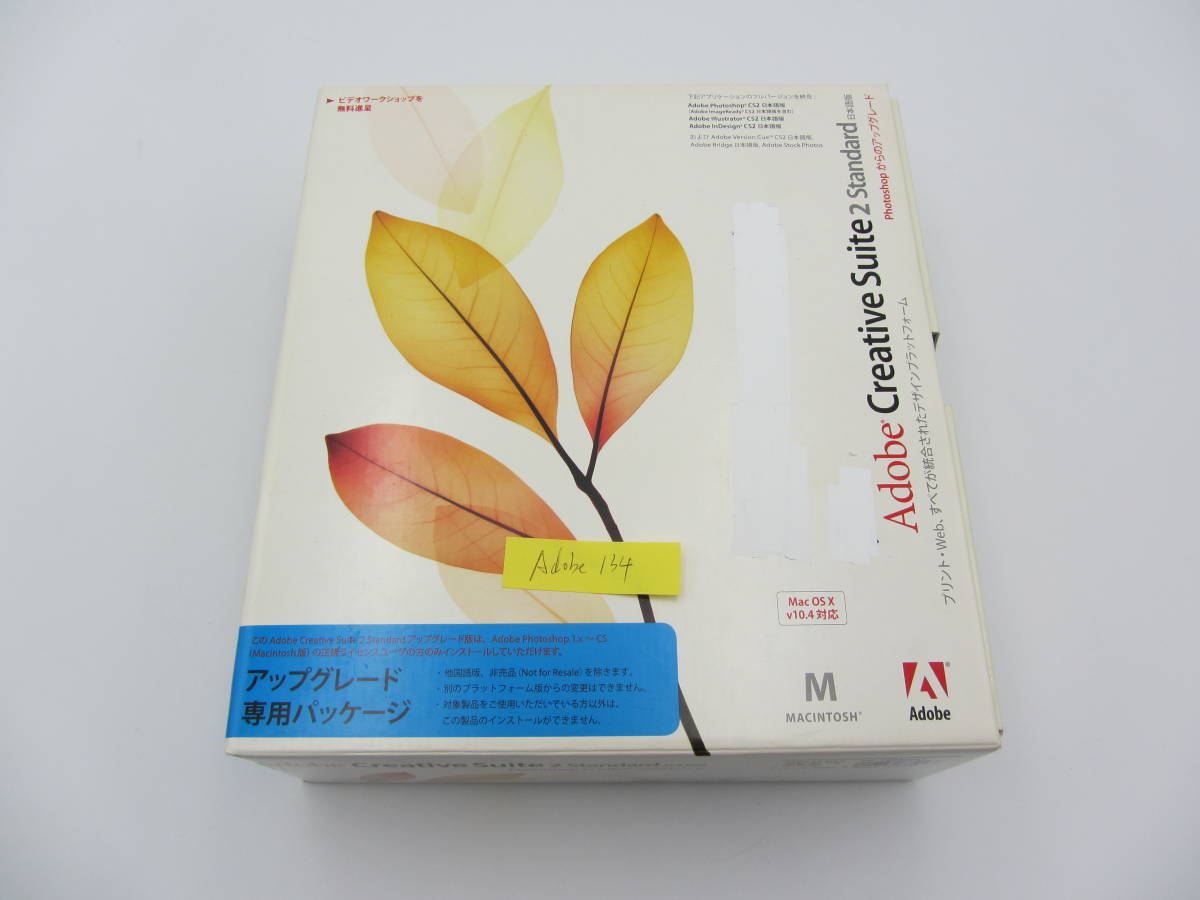 ▶ ビデオワークショップを
無料進呈
下記アプリケーションのフルバージョンを納音:
Adobe Photoshop® CS2 日本語版
(Adobe ImageReady® CS2 日本語版を含む)
Adobe Illustrator® CS2 日本語版
Adobe InDesign® CS2 日本語版
および Adobe Version Cue™ CS2 日本語版、
Adobe Bridge 日本語版, Adobe Stock Photos
Photoshop からのアップグレード
Adobe® Creative Suite 2 Standard 日本語版
プリント・Web、すべてが統合されたデザインプラットフォーム
Adobe 134
Mac OS X
v10.4 対応
この Adobe Creative Suite 2 Standard アップグレード版は、Adobe Photoshop 1.x ～ CS
(Macintosh 版) の正規ライセンスユーザの方のみインストールしていただけます。
アップグレード
専用パッケージ
・他国語版、非売品 (Not for Resale) を除きます。
・別のプラットフォーム版からの変更はできません。
・対象製品をご使用いただいている方以外は、
この製品のインストールができません。
M
MACINTOSH®
Adobe
Adobe Creative Suite 2 Standard